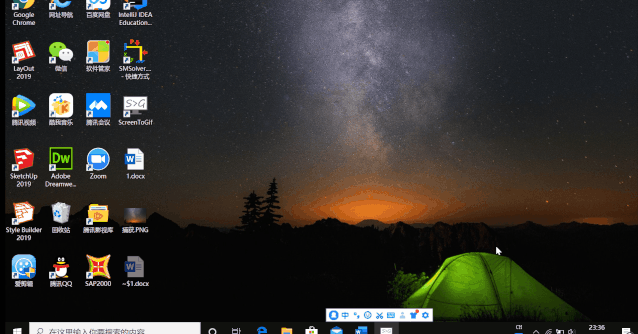 Google
Chrome
网址导航
百度网盘
IntelliJ IDEA
Education...
LayOut
2019
微信
软件管家
SMSolver...
- 快捷方式
腾讯视频
酷我音乐
腾讯会议
ScreenToGif
SketchUp
2019
Adobe
Dreamwe...
Zoom
1.docx
Style Builder
2019
回收站
腾讯影视库
捕获.PNG
爱剪辑
腾讯QQ
SAP2000
~$1.docx
中
在这里输入你要搜索的内容
CH
23:36